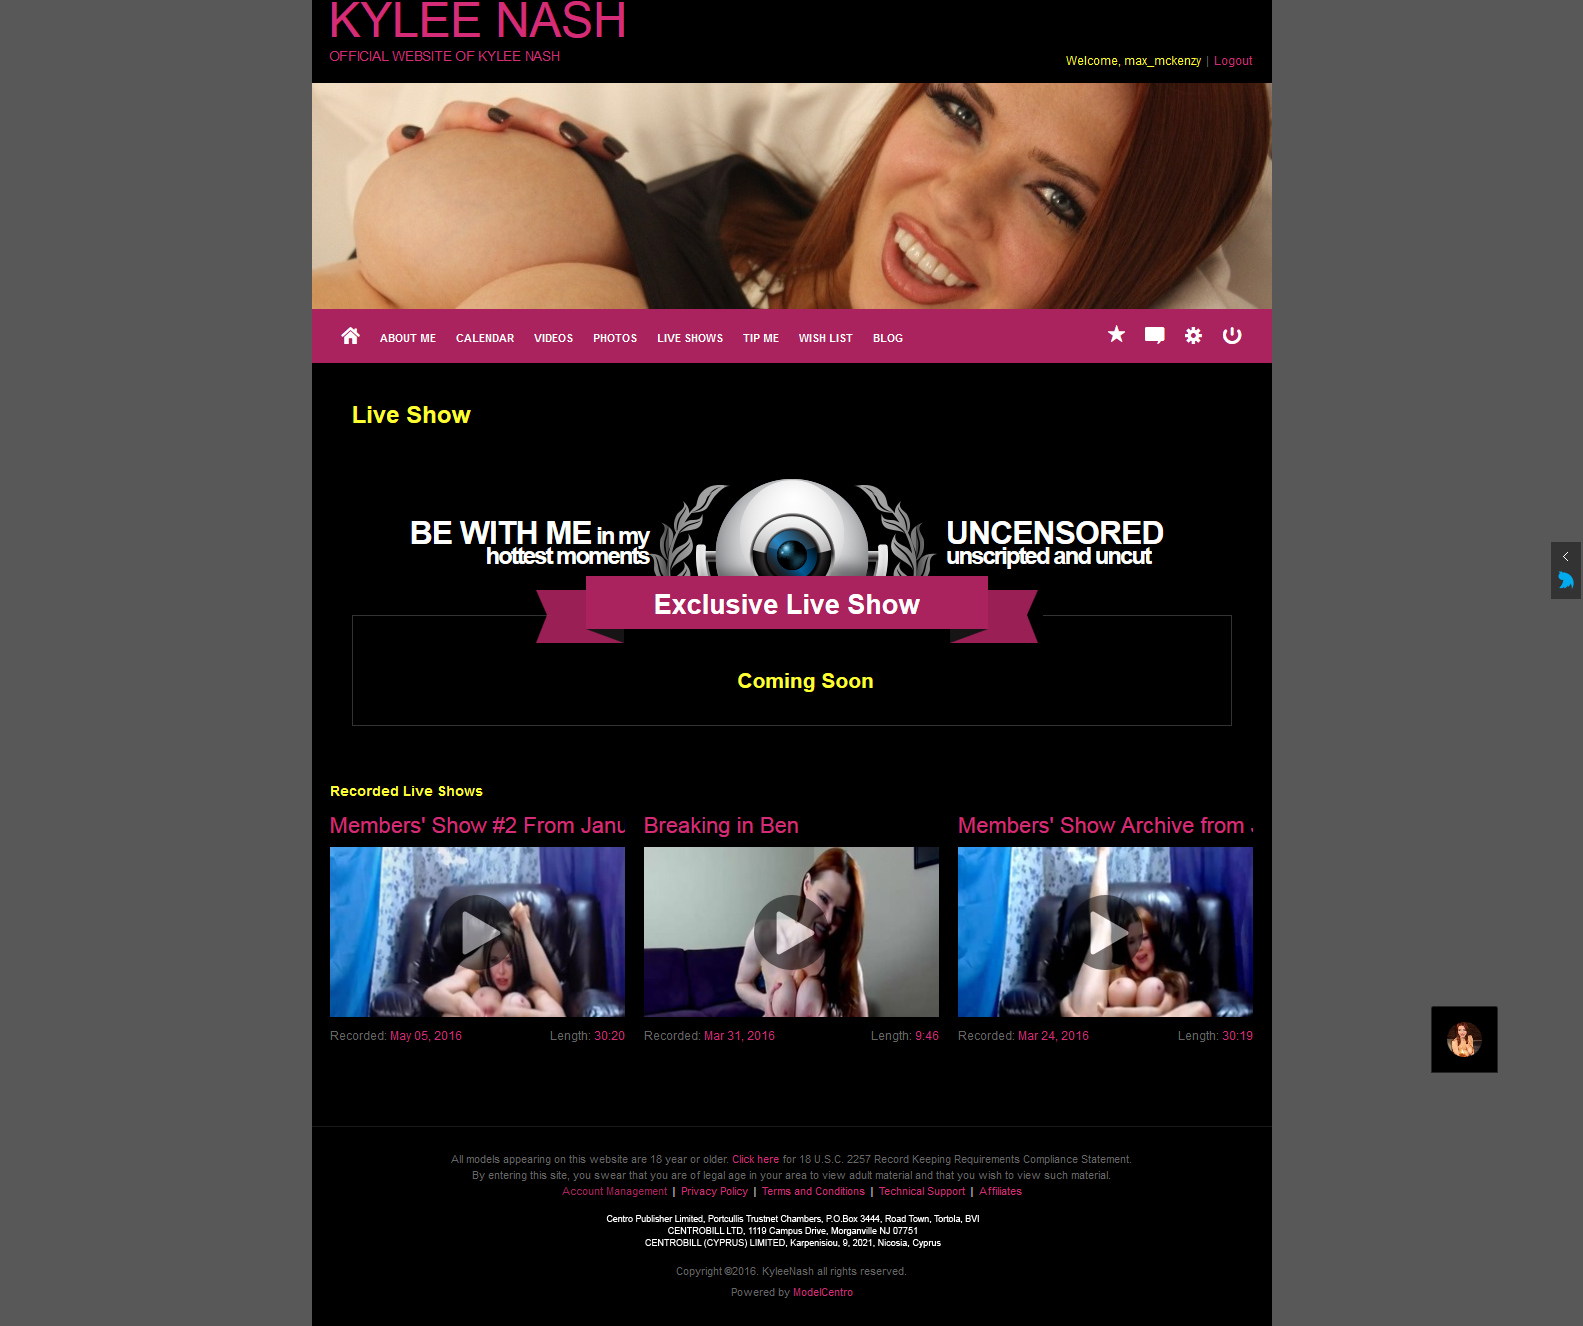 KYLEE NASH
OFFICIAL WEBSITE OF KYLEE NASH
Welcome, max_mckenzy | Logout
ABOUT ME CALENDAR VIDEOS PHOTOS LIVE SHOWS TIP ME WISH LIST BLOG
Live Show
BE WITH ME in my
hottest moments
UNCENSORED
unscripted and uncut
Exclusive Live Show
Coming Soon
Recorded Live Shows
Members' Show #2 From Janu
Breaking in Ben
Members' Show Archive from
Recorded: May 05, 2016 Length: 30:20
Recorded: Mar 31, 2016 Length: 9:46
Recorded: Mar 24, 2016 Length: 30:19
All models appearing on this website are 18 year or older. Click here for 18 U.S.C. 2257 Record Keeping Requirements Compliance Statement.
By entering this site, you swear that you are of legal age in your area to view adult material and that you wish to view such material.
Account Management | Privacy Policy | Terms and Conditions | Technical Support | Affiliates
Centro Publisher Limited, Portcullis Trustnet Chambers, P.O.Box 3444, Road Town, Tortola, BVI
CENTROBILL LTD, 1119 Campus Drive, Morganville NJ 07751
CENTROBILL (CYPRUS) LIMITED, Karpenisiou, 9, 2021, Nicosia, Cyprus
Copyright ©2016. KyleeNash all rights reserved.
Powered by ModelCentro